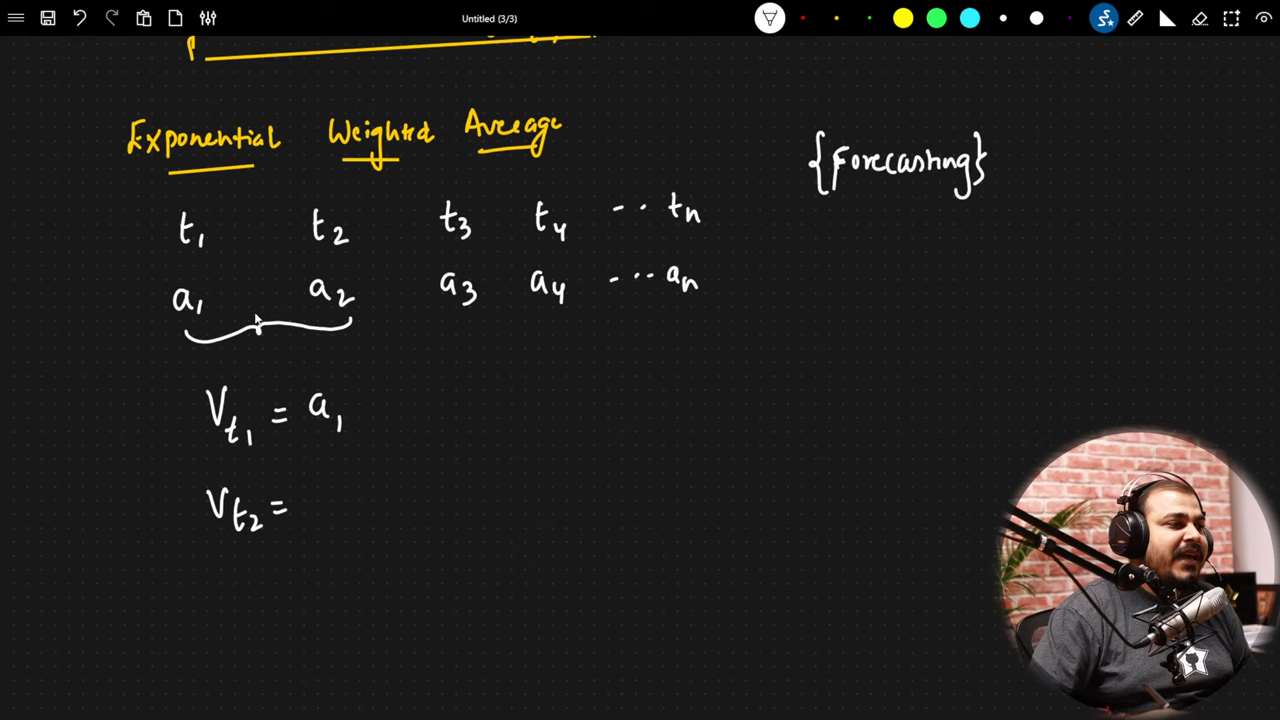 Untitled (3/3)
Exponential Weighted Average
{Forecasting}
t1 t2 t3 t4 -·· tn
a1 a2 a3 a4 -··· an
Vt1 = a1
Vt2 =